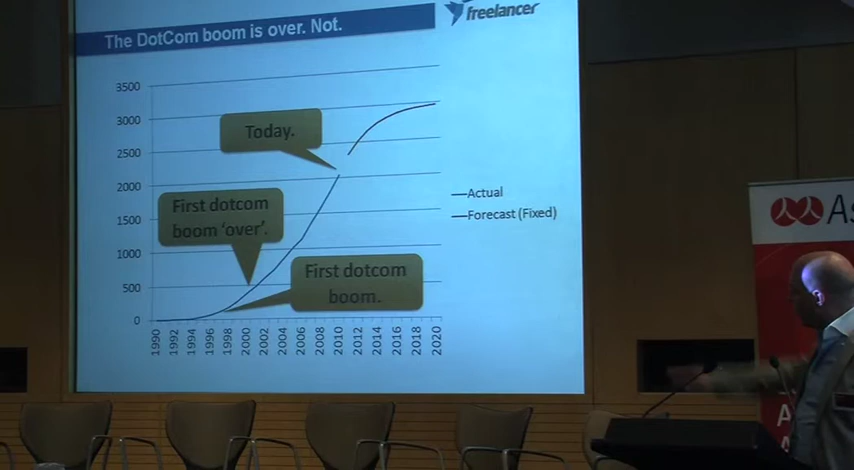 The DotCom boom is over. Not.
freelancer
3500
3000
2500
2000
1500
1000
500
0
Today.
First dotcom
boom 'over'.
First dotcom
boom.
Actual
Forecast (Fixed)
1990
1992
1994
1996
1998
2000
2002
2004
2006
2008
2010
2012
2014
2016
2018
2020